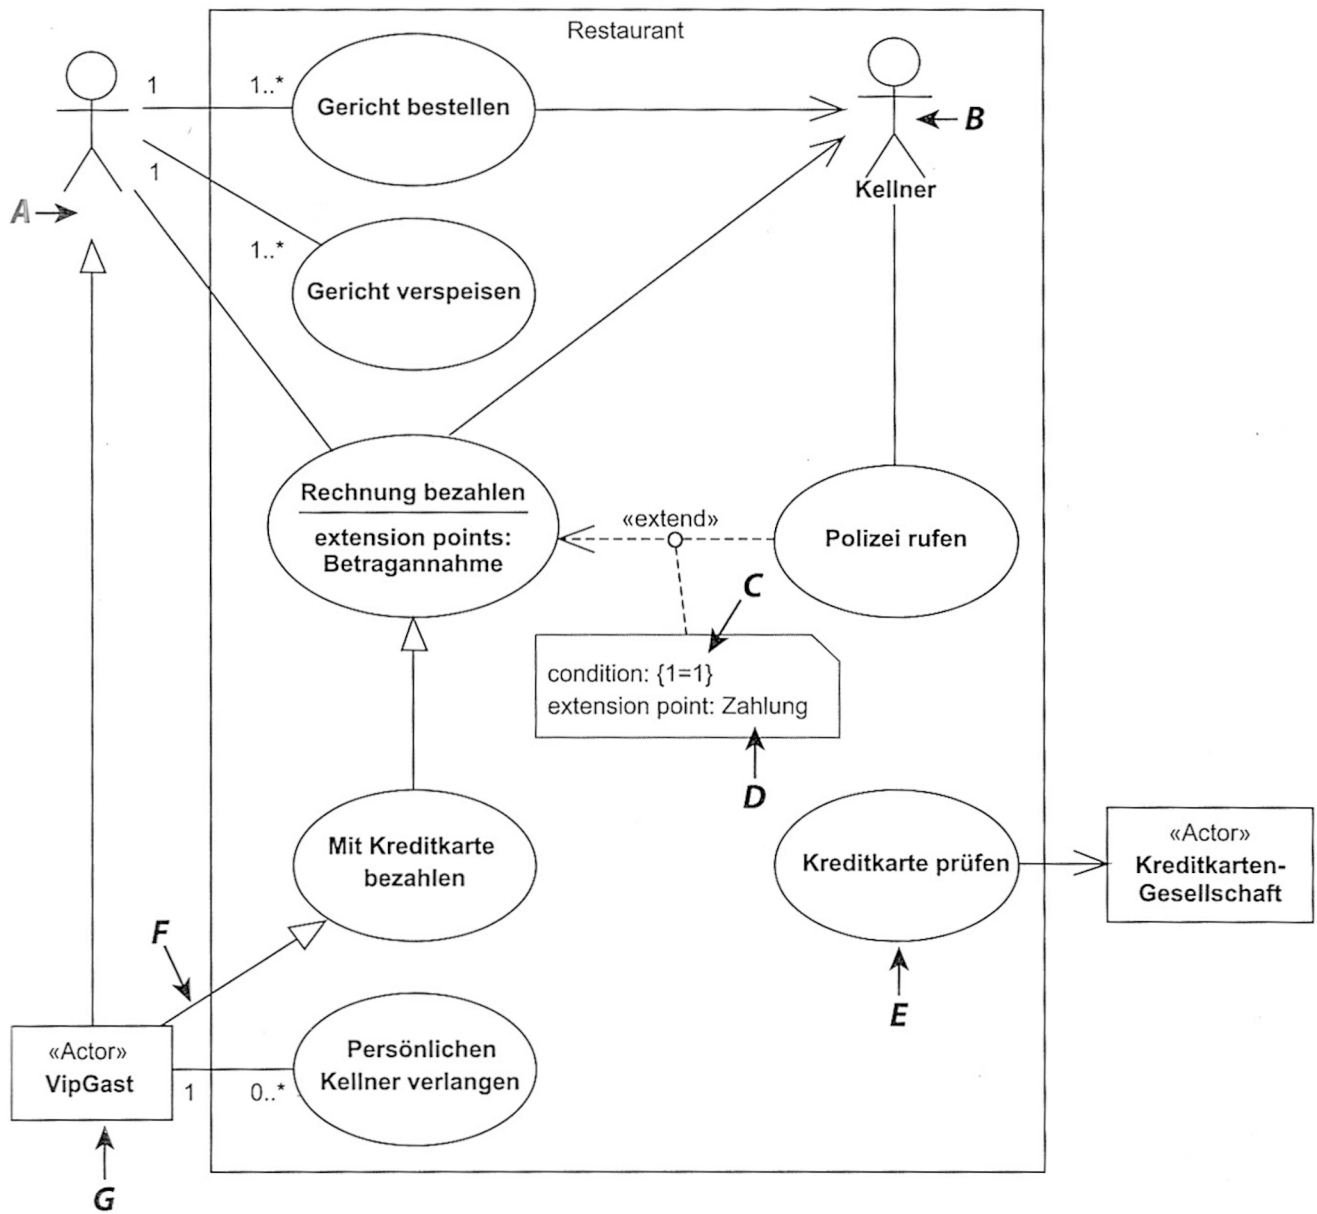 Restaurant
1
1..*
Gericht bestellen
B
Kellner
1
A
1..*
Gericht verspeisen
Rechnung bezahlen
extension points:
Betragannahme
«extend»
Polizei rufen
C
condition: {1=1}
extension point: Zahlung
D
Mit Kreditkarte
bezahlen
Kreditkarte prüfen
«Actor»
Kreditkarten-
Gesellschaft
F
E
«Actor»
VipGast
1
0..*
Persönlichen
Kellner verlangen
G